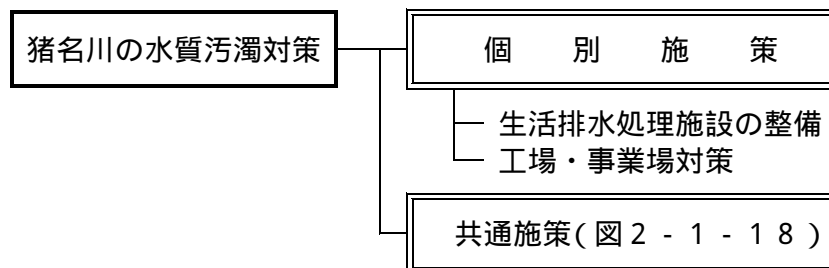 猪名川の水質汚濁対策
個別施策
生活排水処理施設の整備
工場・事業場対策
共通施策(図2-1-18)